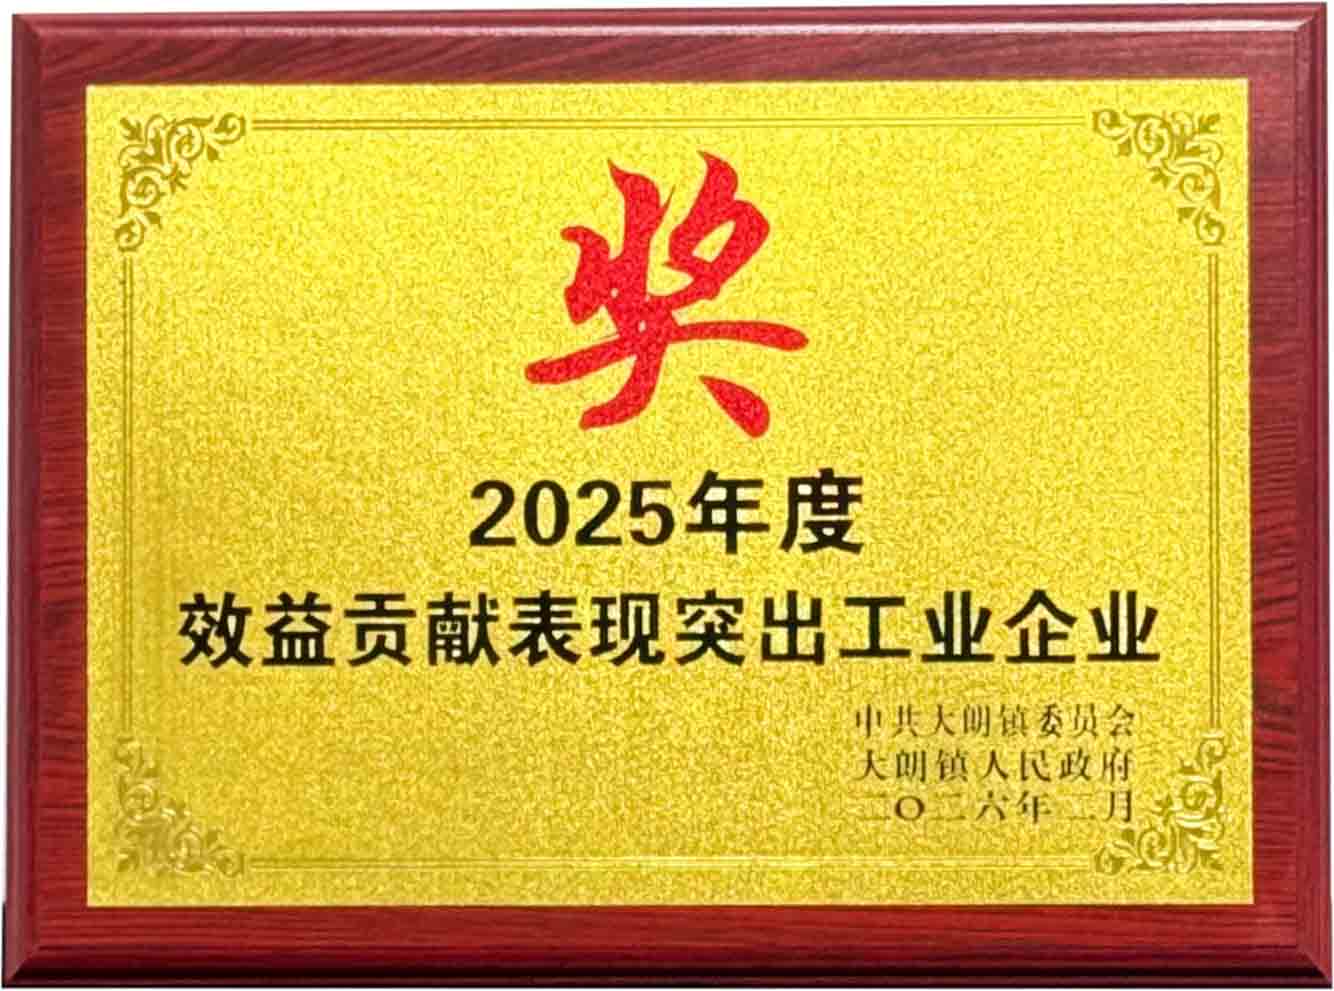 奖
2025年度
效益贡献表现突出工业企业
中共大朗镇委员会
大朗镇人民政府
二〇二六年二月